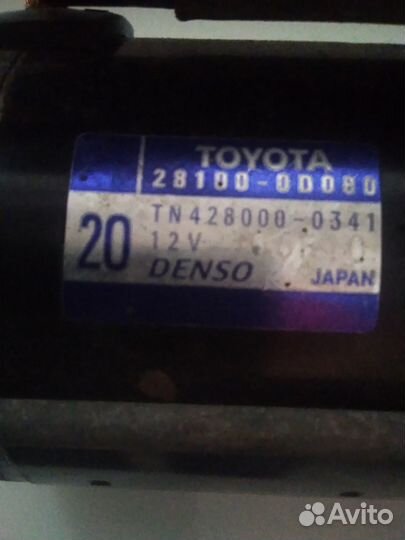 TOYOTA
28100-0D080
20
TN428000-0341
12V
DENSO
JAPAN
Avito